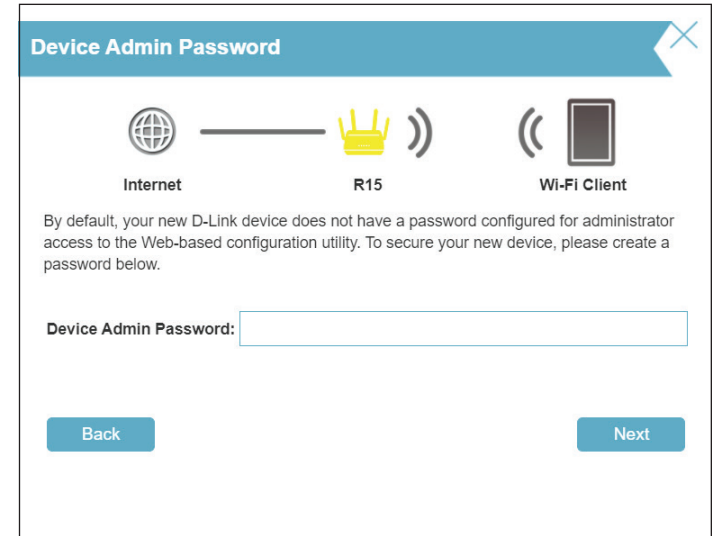 Device Admin Password
Internet
R15
Wi-Fi Client
By default, your new D-Link device does not have a password configured for administrator
access to the Web-based configuration utility. To secure your new device, please create a
password below.
Device Admin Password:
Back
Next